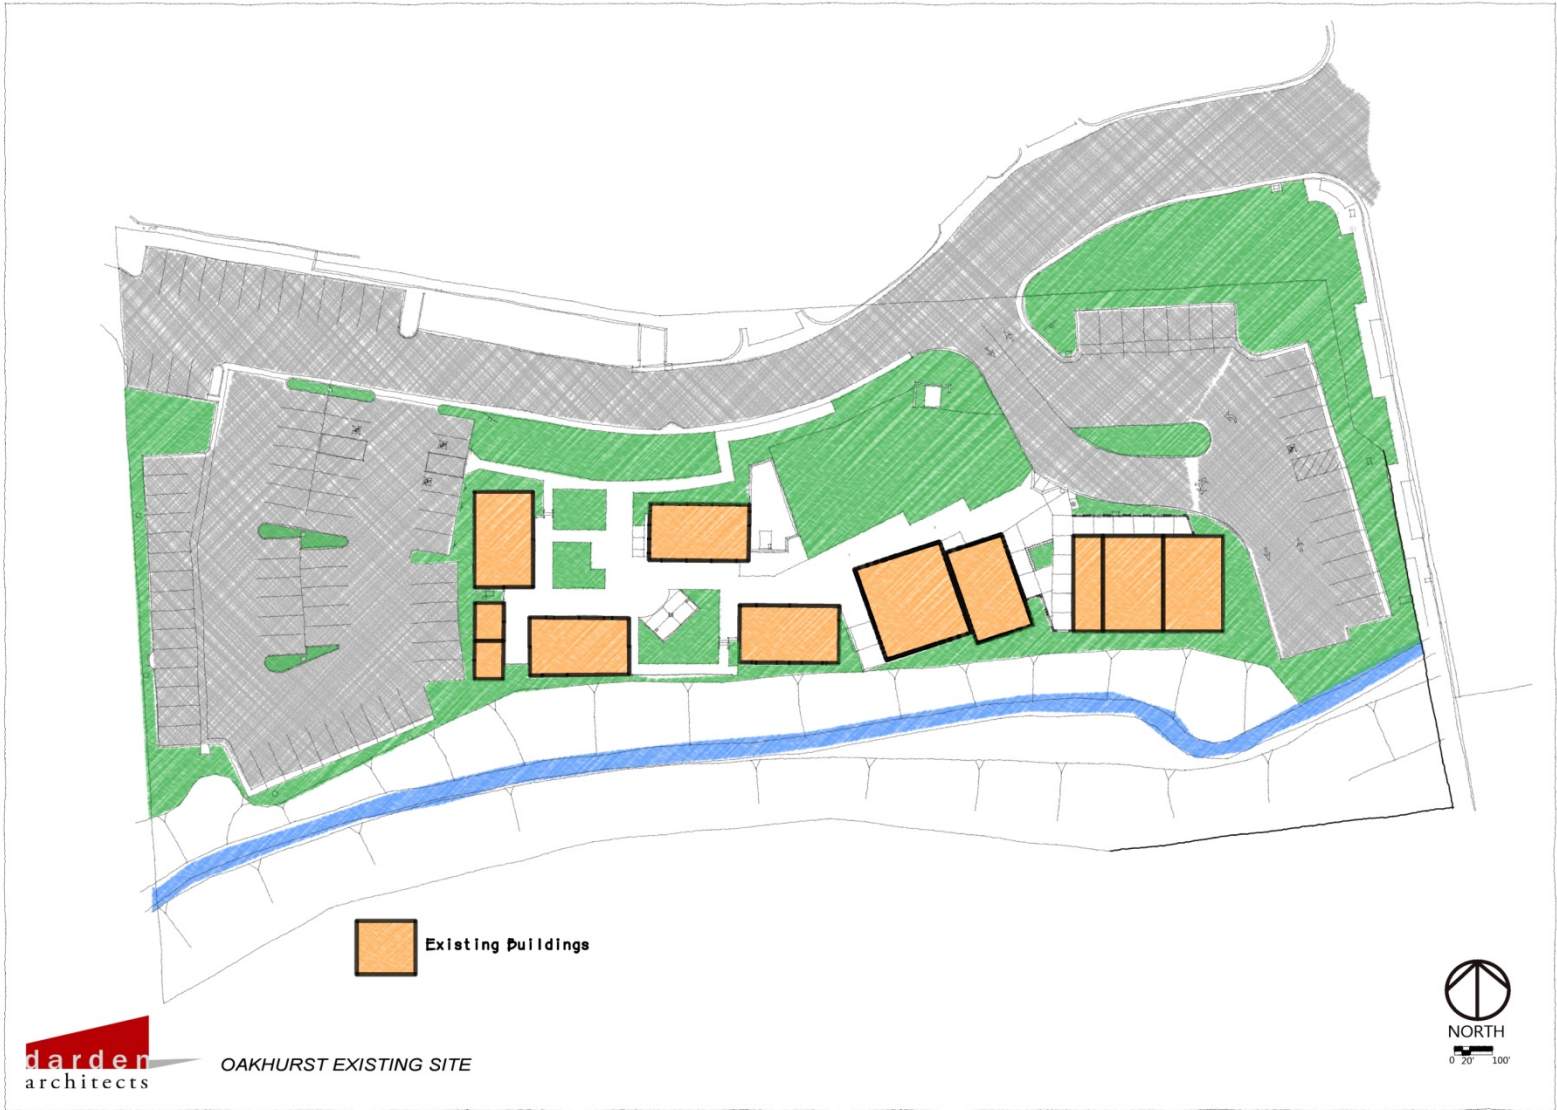 Existing Buildings
darden
architects
OAKHURST EXISTING SITE
NORTH
0 20' 100'